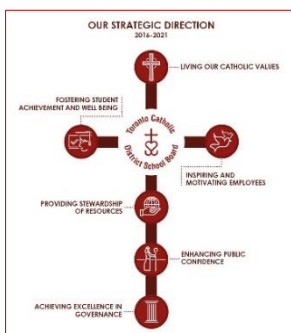 OUR STRATEGIC DIRECTION
2016-2021
LIVING OUR CATHOLIC VALUES
FOSTERING STUDENT
ACHIEVEMENT AND WELL BEING
Toronto Catholic
District School Board
INSPIRING AND
MOTIVATING EMPLOYEES
PROVIDING STEWARDSHIP
OF RESOURCES
ENHANCING PUBLIC
CONFIDENCE
ACHIEVING EXCELLENCE IN
GOVERNANCE